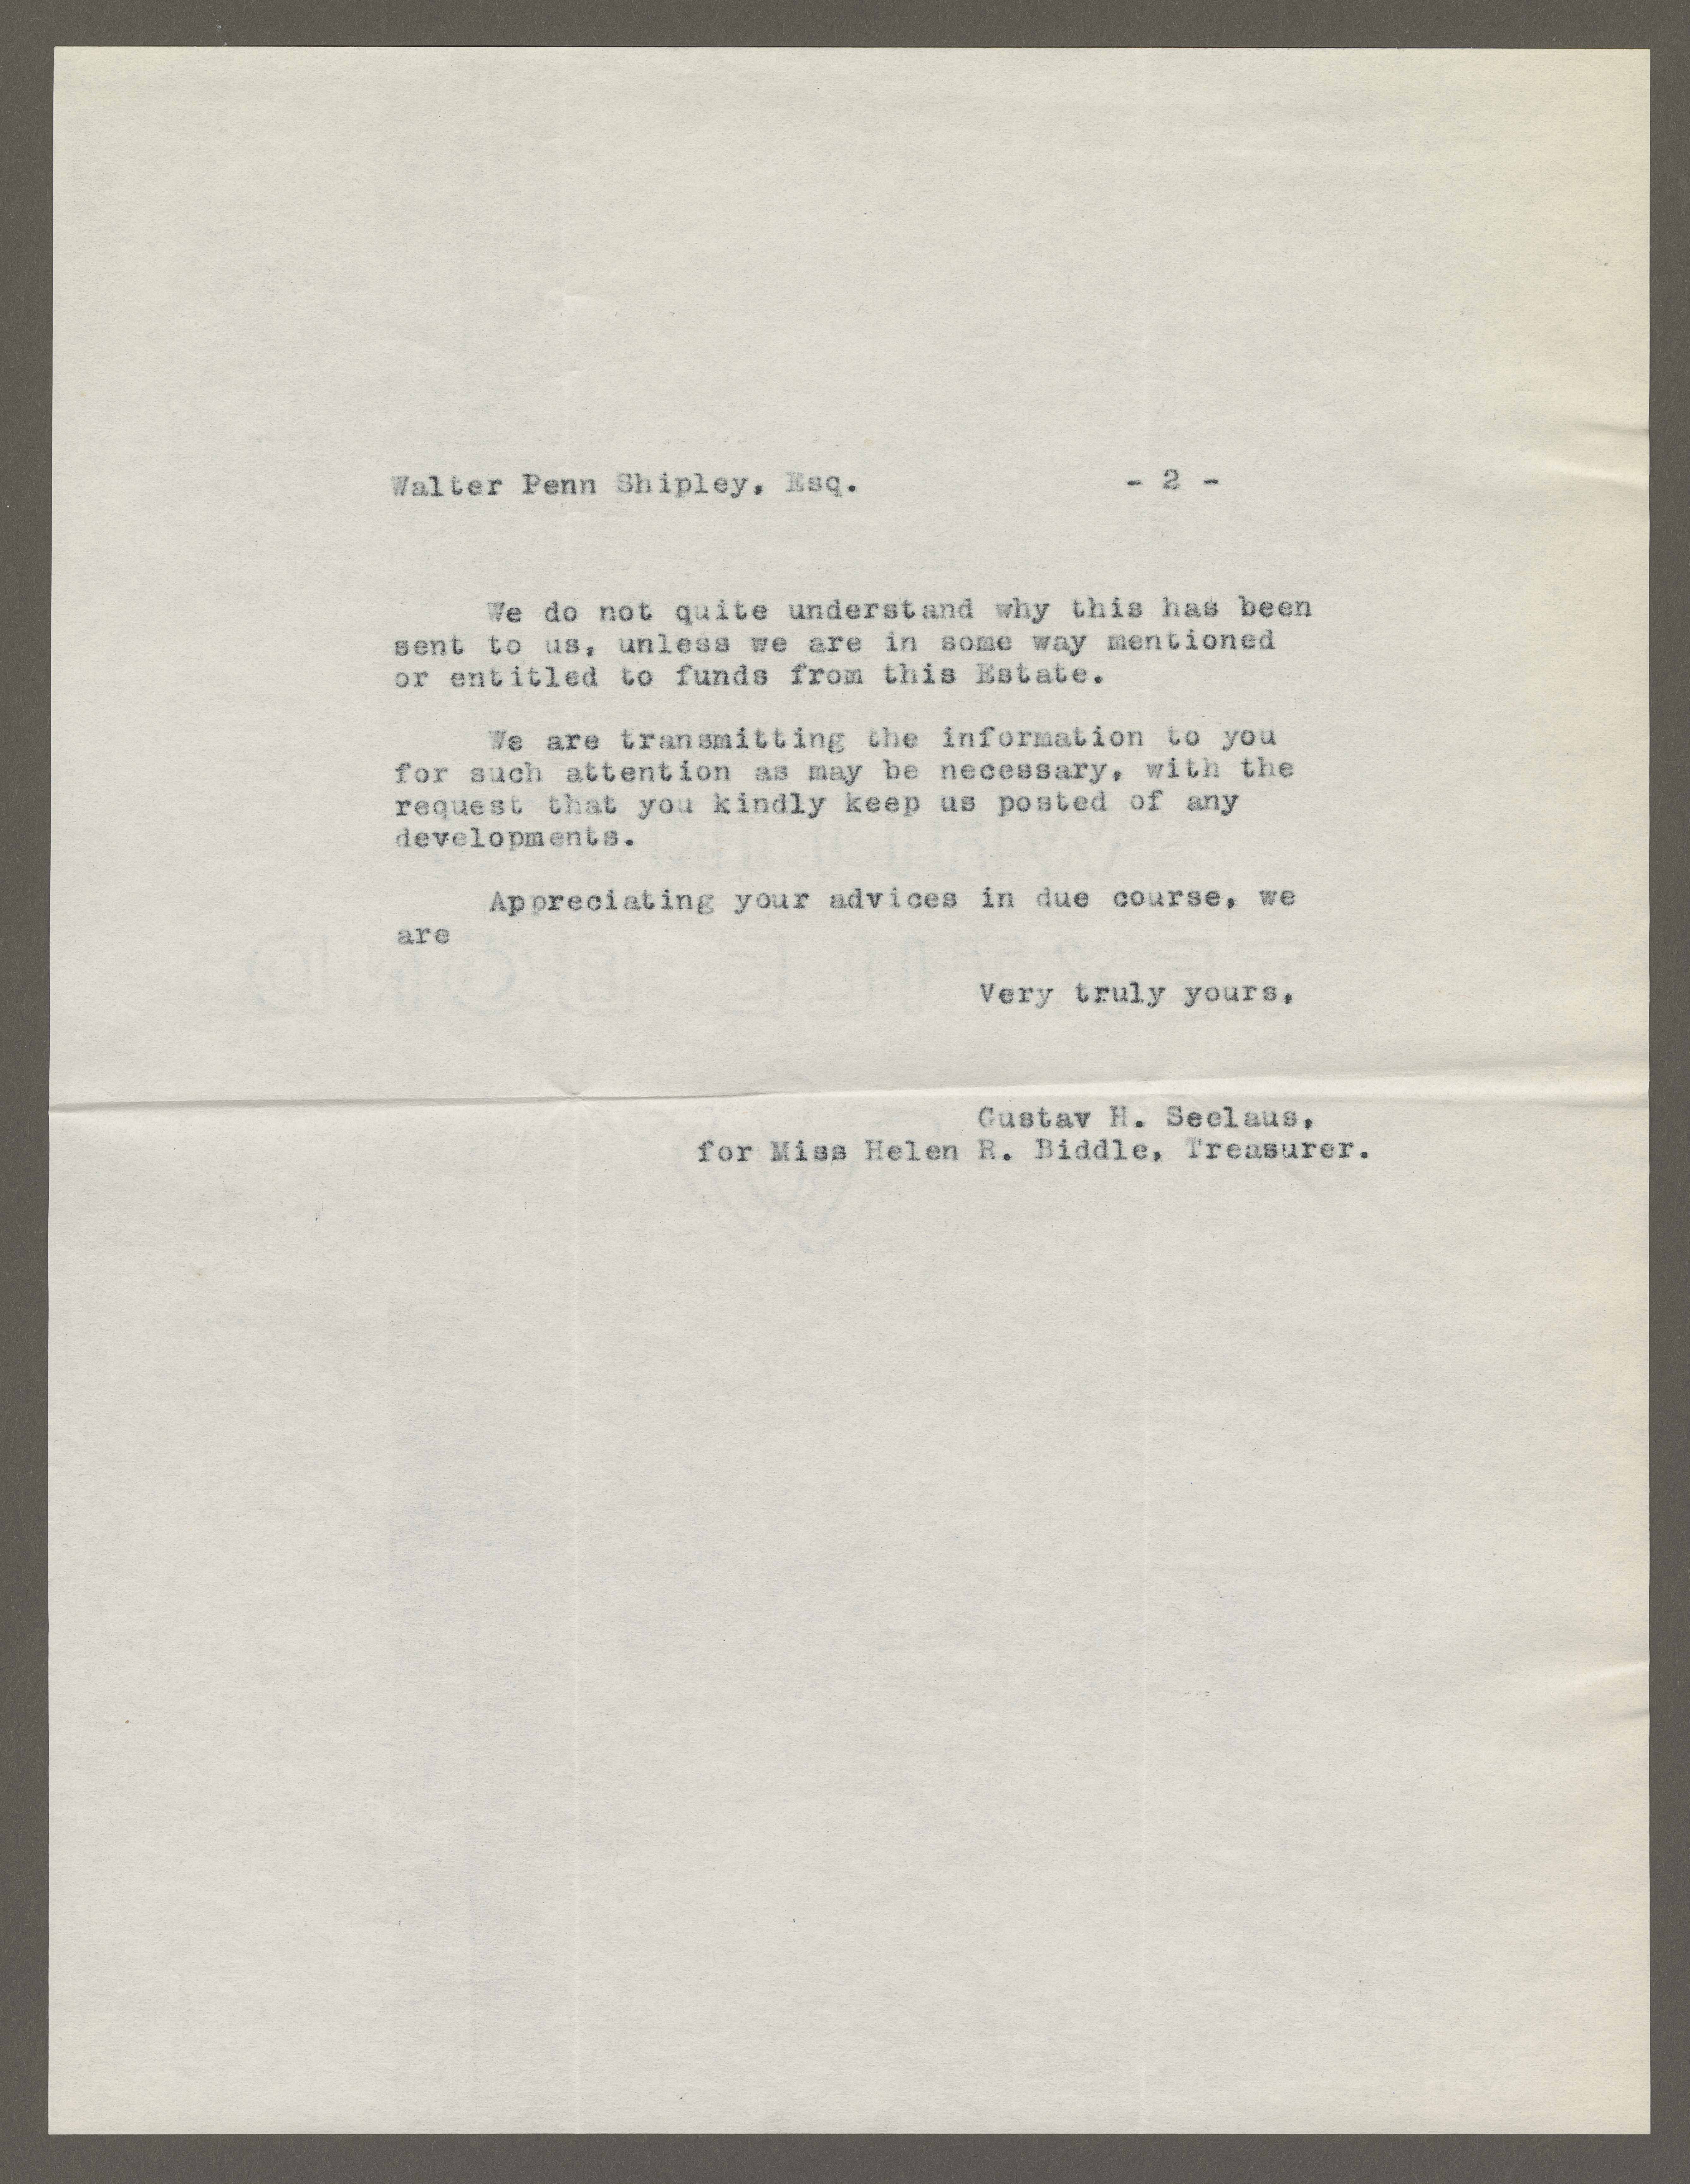 Walter Penn Shipley, Esq. - 2 -
We do not quite understand why this has been
sent to us, unless we are in some way mentioned
or entitled to funds from this Estate.
We are transmitting the information to you
for such attention as may be necessary, with the
request that you kindly keep us posted of any
developments.
Appreciating your advices in due course, we
are
Very truly yours,
Gustav H. Seelaus,
for Miss Helen R. Biddle, Treasurer.